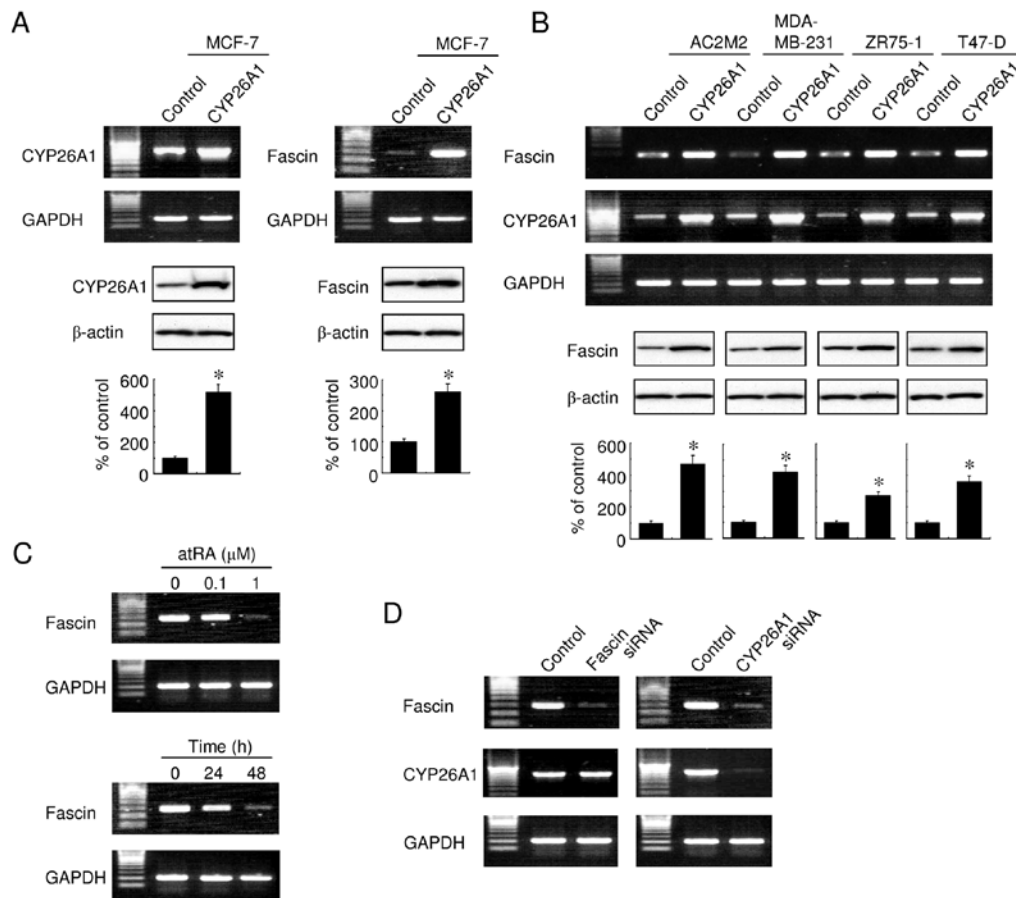 A
MCF-7
Control
CYP26A1
CYP26A1
GAPDH
CYP26A1
β-actin
% of control
600
400
200
100
0
*
MCF-7
Control
CYP26A1
Fascin
GAPDH
Fascin
β-actin
% of control
300
200
100
0
*
B
AC2M2
MDA-
MB-231
ZR75-1
T47-D
Control
CYP26A1
Control
CYP26A1
Control
CYP26A1
Control
CYP26A1
Fascin
CYP26A1
GAPDH
Fascin
β-actin
% of control
600
400
200
0
*
*
*
*
C
atRA (μM)
0 0.1 1
Fascin
GAPDH
Time (h)
0 24 48
Fascin
GAPDH
D
Control
Fascin
siRNA
Control
CYP26A1
siRNA
Fascin
CYP26A1
GAPDH